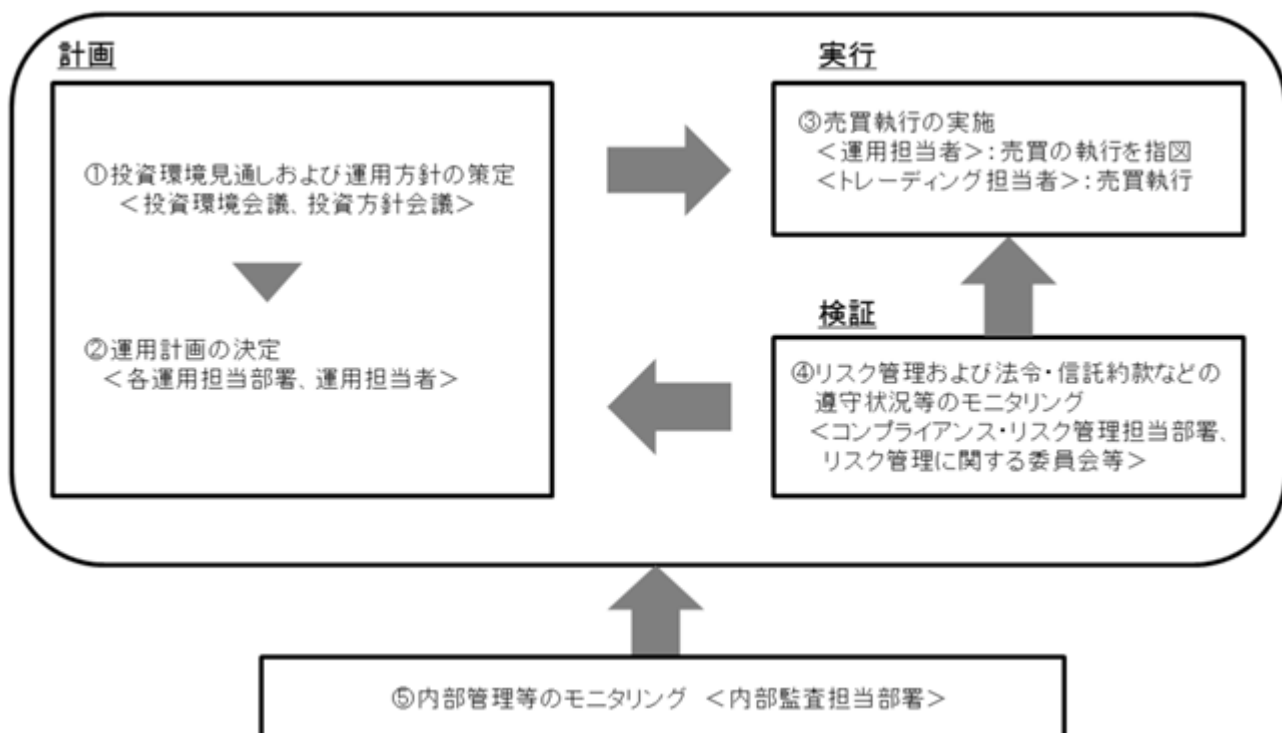 計画
①投資環境見通しおよび運用方針の策定
＜投資環境会議、投資方針会議＞
②運用計画の決定
＜各運用担当部署、運用担当者＞
実行
③売買執行の実施
＜運用担当者＞：売買の執行を指図
＜トレーディング担当者＞：売買執行
検証
④リスク管理および法令・信託約款などの
遵守状況等のモニタリング
＜コンプライアンス・リスク管理担当部署、
リスク管理に関する委員会等＞
⑤内部管理等のモニタリング ＜内部監査担当部署＞